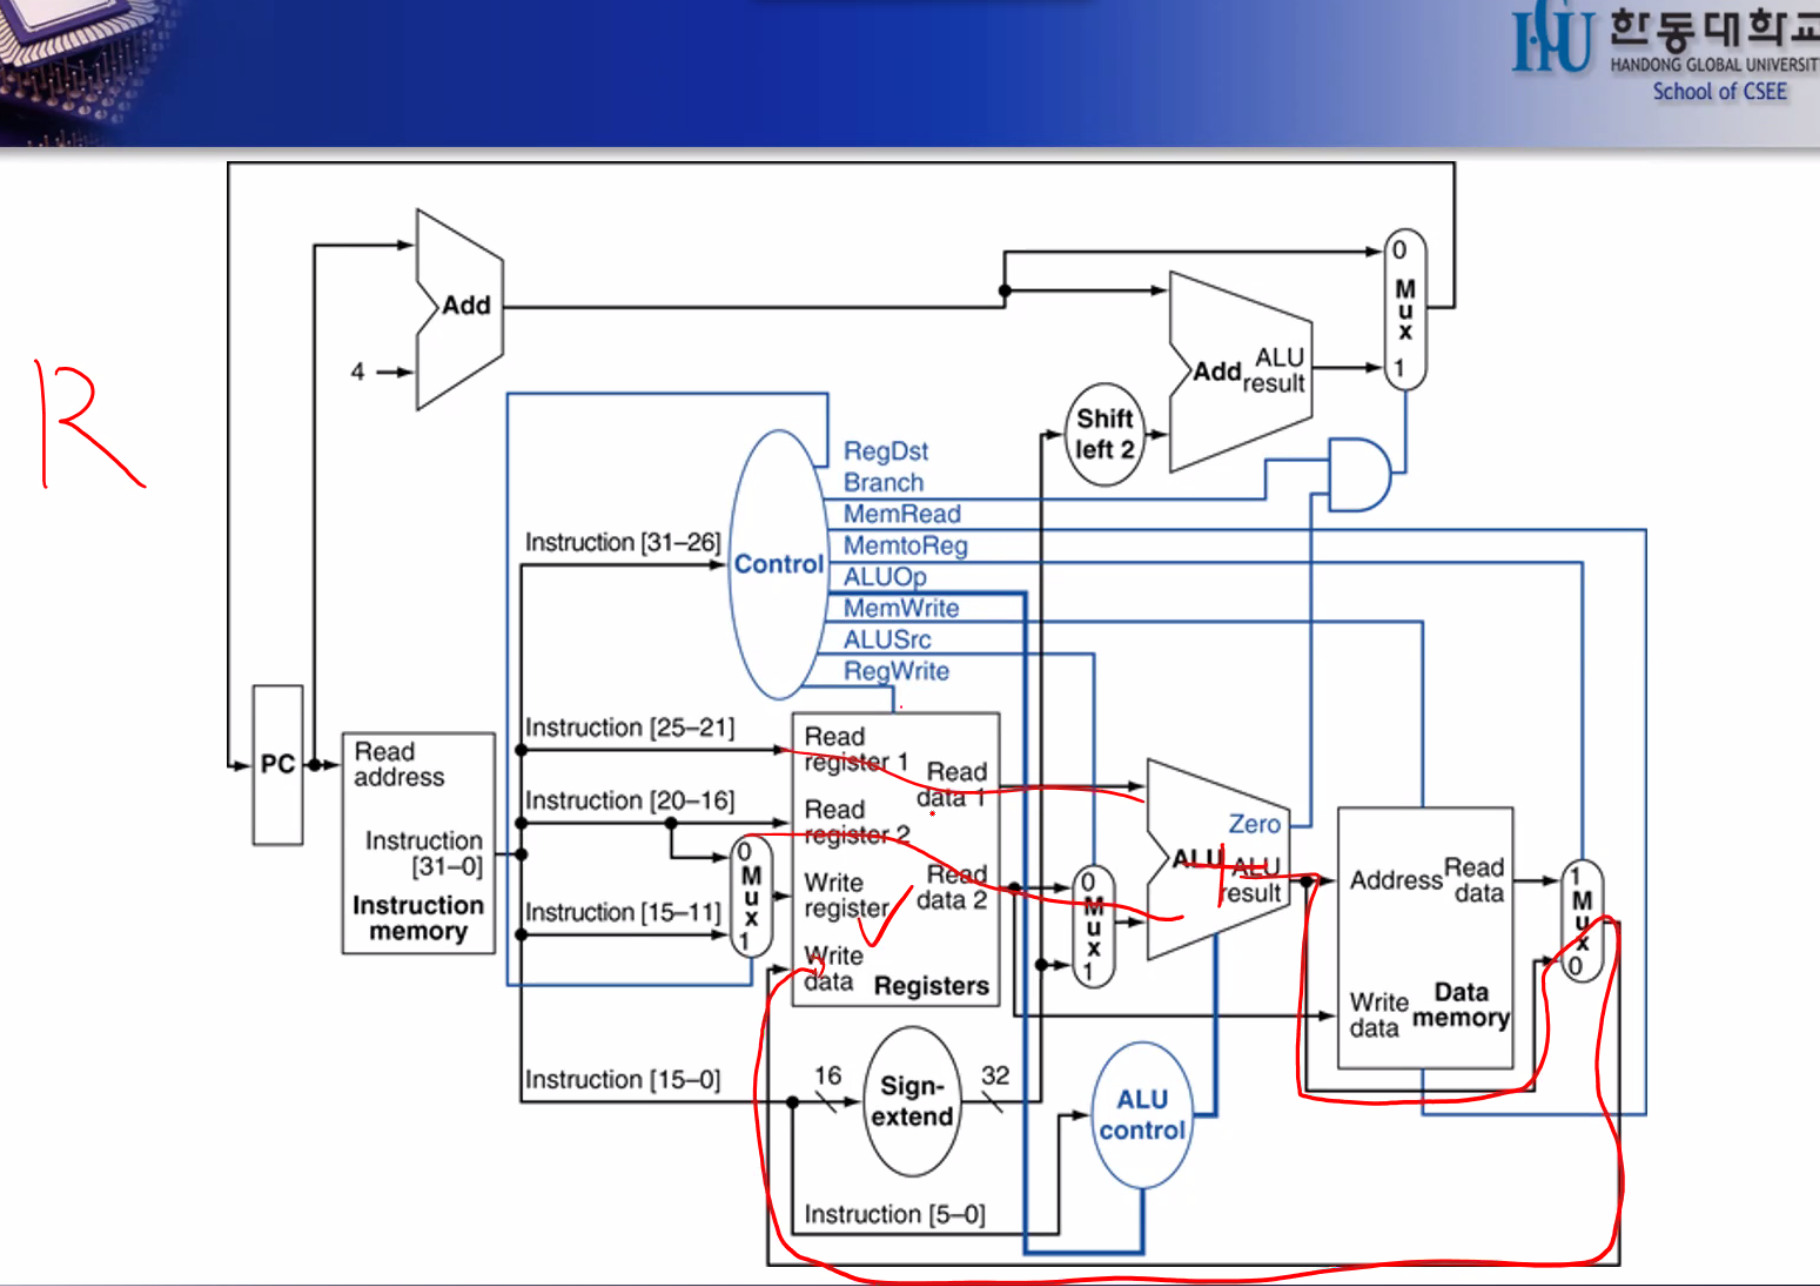 한동대학교
HANDONG GLOBAL UNIVERSIT
School of CSEE
R
Add
4
0
Mux
1
Add
ALU
result
Shift
left 2
RegDst
Branch
MemRead
MemtoReg
ALUOp
MemWrite
ALUSrc
RegWrite
Control
Instruction [31–26]
Instruction [25–21]
Instruction [20–16]
Instruction [15–11]
Instruction [15–0]
Instruction [5–0]
PC
Read
address
Instruction
[31–0]
Instruction
memory
0
Mux
1
Read
register 1
Read
register 2
Write
register
Write
data
Read
data 1
Read
data 2
Registers
0
Mux
1
Zero
ALU
ALU
result
Address
Read
data
Write
data
Data
memory
1
Mux
0
16
Sign-
extend
32
ALU
control